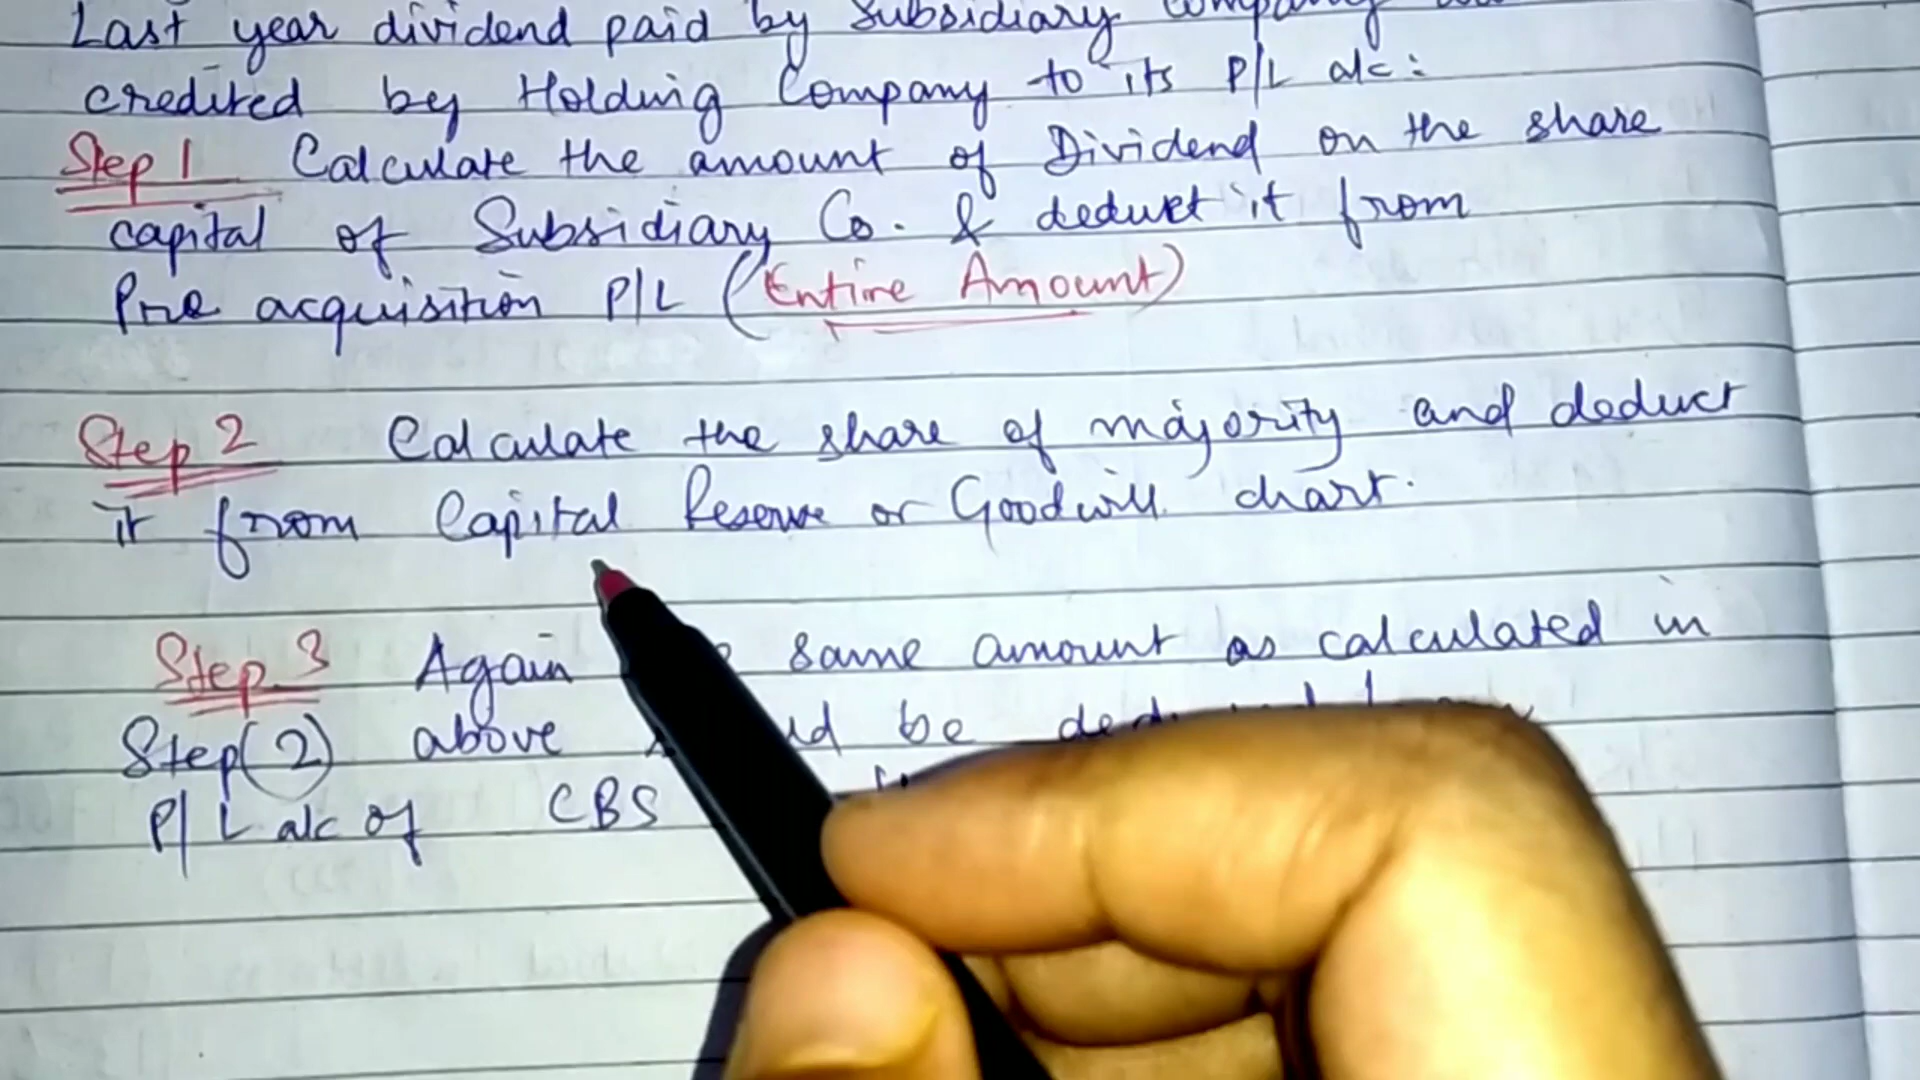 Last year dividend paid by Subsidiary Company
credited by Holding Company to its P/L a/c:
Step 1 Calculate the amount of Dividend on the share
capital of Subsidiary Co. & deduct it from
Pre acquisition P/L (Entire Amount)
Step 2 Calculate the share of majority and deduct
it from Capital Reserve or Goodwill chart.
Step 3 Again same amount as calculated in
Step (2) above be
P/L a/c of CBS